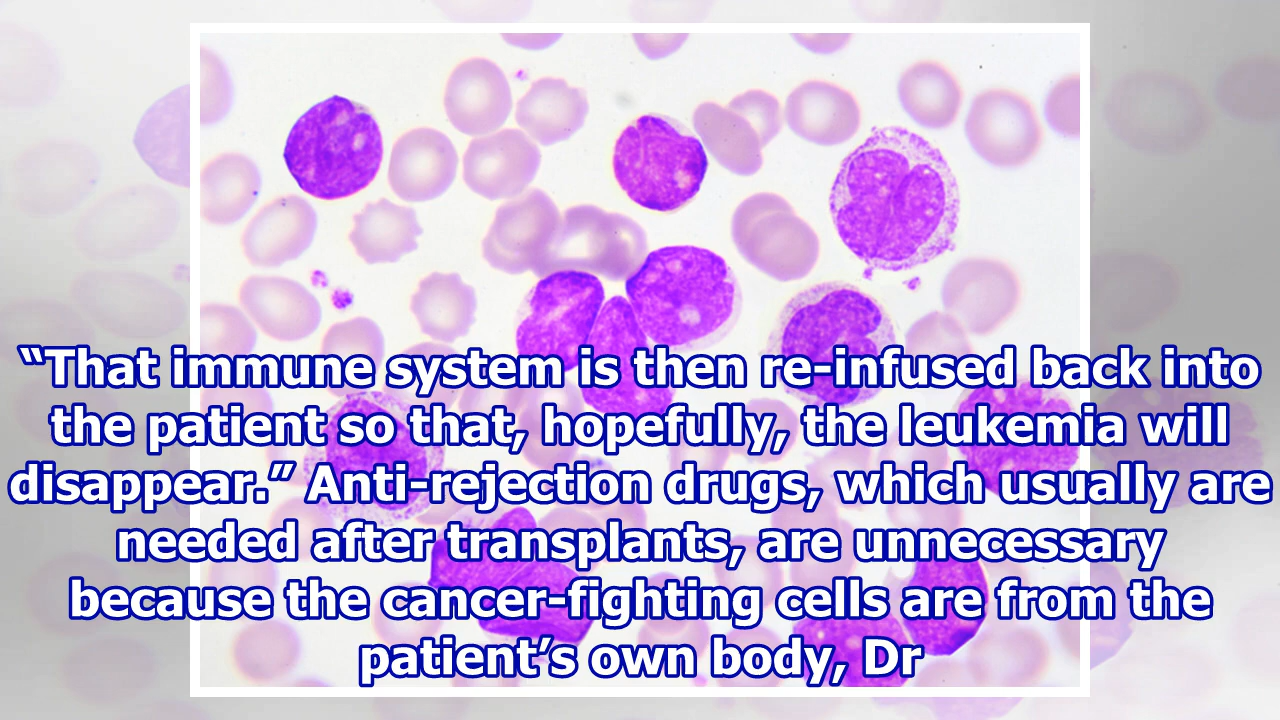 “That immune system is then re-infused back into
the patient so that, hopefully, the leukemia will
disappear.” Anti-rejection drugs, which usually are
needed after transplants, are unnecessary
because the cancer-fighting cells are from the
patient’s own body, Dr